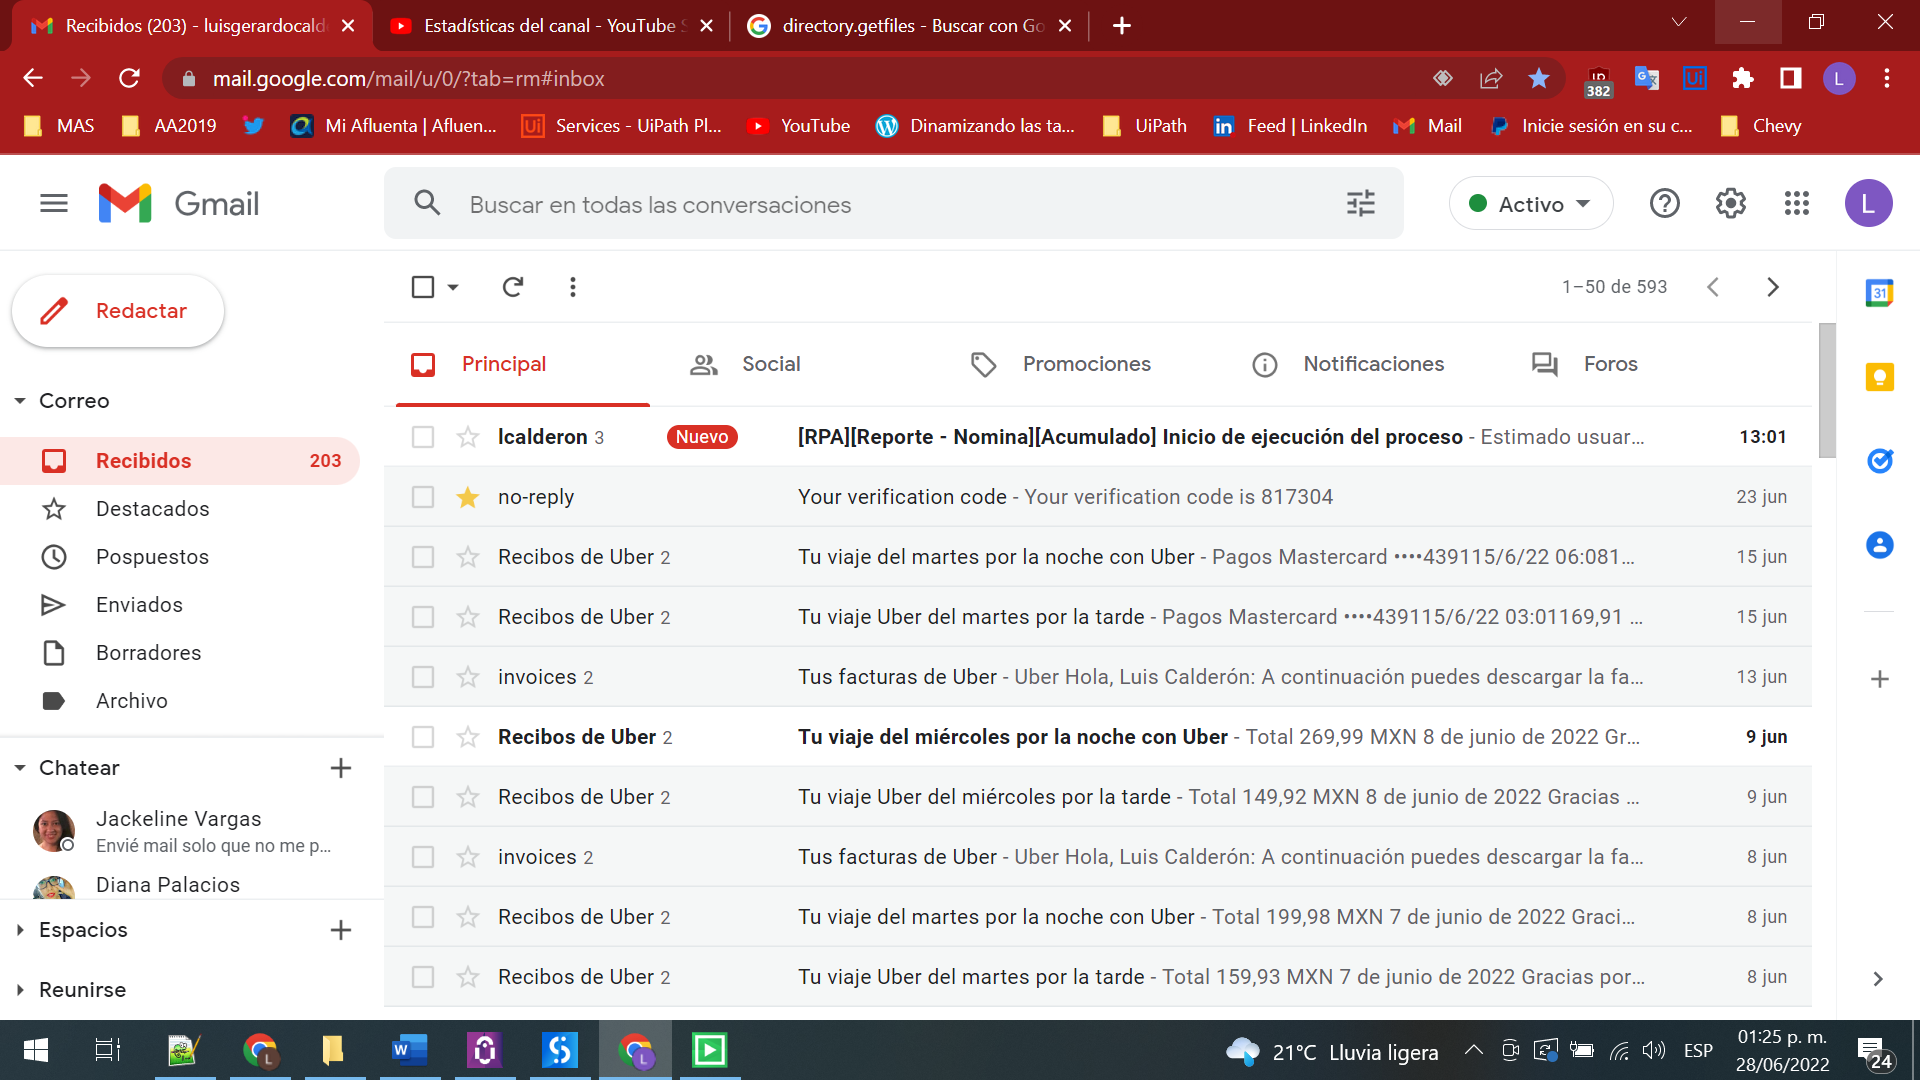 Recibidos (203) - luisgerardocald
Estadísticas del canal - YouTube S
directory.getfiles - Buscar con Go
mail.google.com/mail/u/0/?tab=rm#inbox
382
L
MAS
AA2019
Mi Afluenta | Afluen...
Services - UiPath Pl...
YouTube
Dinamizando las ta...
UiPath
Feed | LinkedIn
Mail
Inicie sesión en su c...
Chevy
Gmail
Buscar en todas las conversaciones
Activo
L
Redactar
1–50 de 593
31
Principal
Social
Promociones
Notificaciones
Foros
Correo
Recibidos 203
Destacados
Pospuestos
Enviados
Borradores
Archivo
Chatear
Jackeline Vargas
Envié mail solo que no me p...
Diana Palacios
Espacios
Reunirse
lcalderon 3 Nuevo [RPA][Reporte - Nomina][Acumulado] Inicio de ejecución del proceso - Estimado usuar... 13:01
no-reply Your verification code - Your verification code is 817304 23 jun
Recibos de Uber 2 Tu viaje del martes por la noche con Uber - Pagos Mastercard ••••439115/6/22 06:081... 15 jun
Recibos de Uber 2 Tu viaje Uber del martes por la tarde - Pagos Mastercard ••••439115/6/22 03:01169,91 ... 15 jun
invoices 2 Tus facturas de Uber - Uber Hola, Luis Calderón: A continuación puedes descargar la fa... 13 jun
Recibos de Uber 2 Tu viaje del miércoles por la noche con Uber - Total 269,99 MXN 8 de junio de 2022 Gr... 9 jun
Recibos de Uber 2 Tu viaje Uber del miércoles por la tarde - Total 149,92 MXN 8 de junio de 2022 Gracias ... 9 jun
invoices 2 Tus facturas de Uber - Uber Hola, Luis Calderón: A continuación puedes descargar la fa... 8 jun
Recibos de Uber 2 Tu viaje del martes por la noche con Uber - Total 199,98 MXN 7 de junio de 2022 Graci... 8 jun
Recibos de Uber 2 Tu viaje Uber del martes por la tarde - Total 159,93 MXN 7 de junio de 2022 Gracias por... 8 jun
21°C Lluvia ligera
ESP
01:25 p. m.
28/06/2022
24